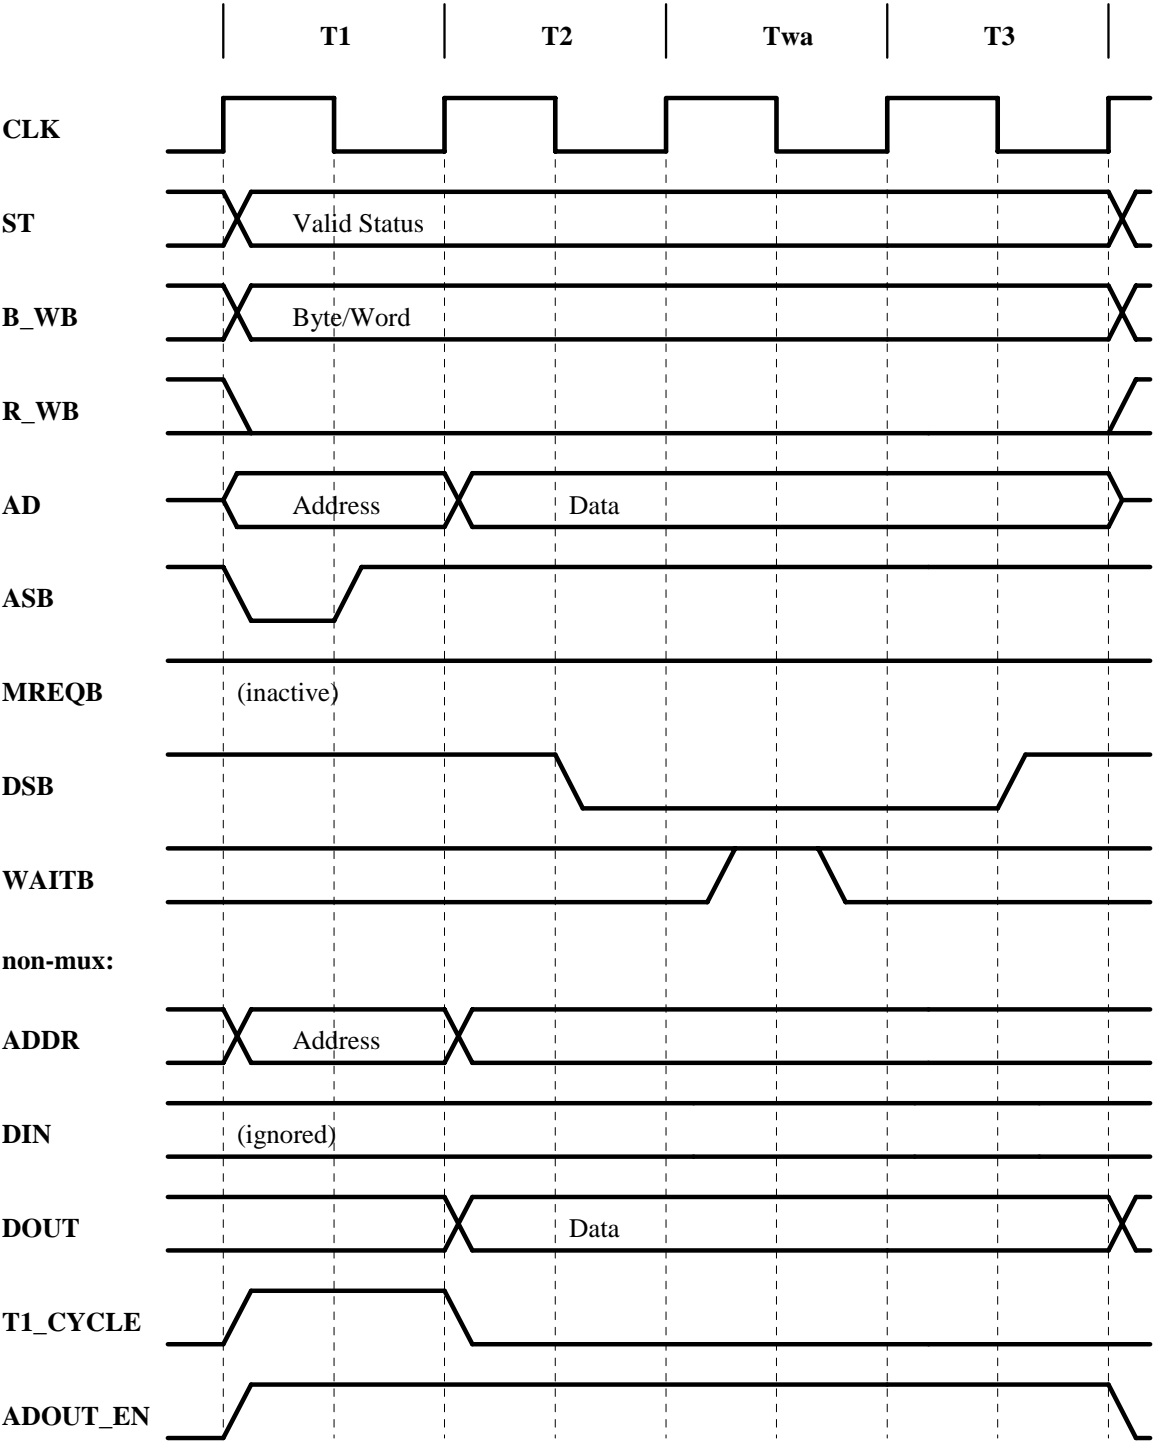 T1 T2 Twa T3
CLK
ST Valid Status
B_WB Byte/Word
R_WB
AD Address Data
ASB
MREQB (inactive)
DSB
WAITB
non-mux:
ADDR Address
DIN (ignored)
DOUT Data
T1_CYCLE
ADOUT_EN